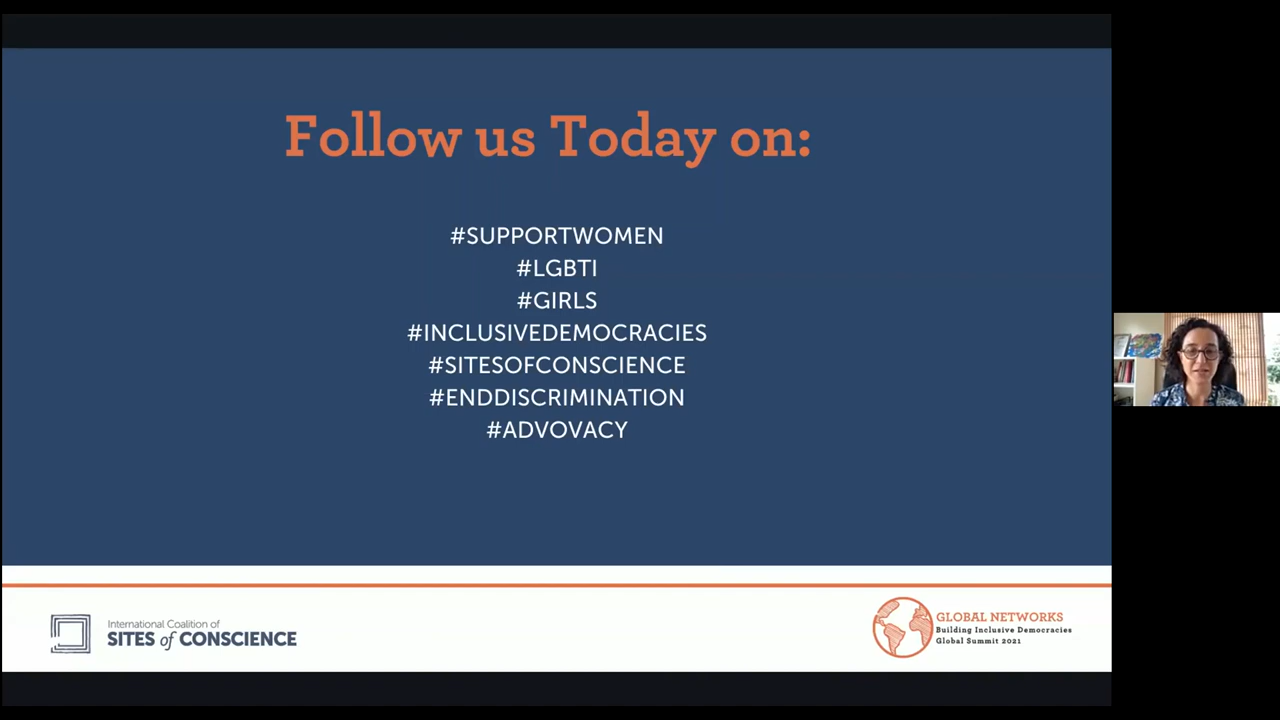 Follow us Today on:
#SUPPORTWOMEN
#LGBTI
#GIRLS
#INCLUSIVEDEMOCRACIES
#SITESOFCONSCIENCE
#ENDDISCRIMINATION
#ADVOVACY
International Coalition of
SITES of CONSCIENCE
GLOBAL NETWORKS
Building Inclusive Democracies
Global Summit 2021